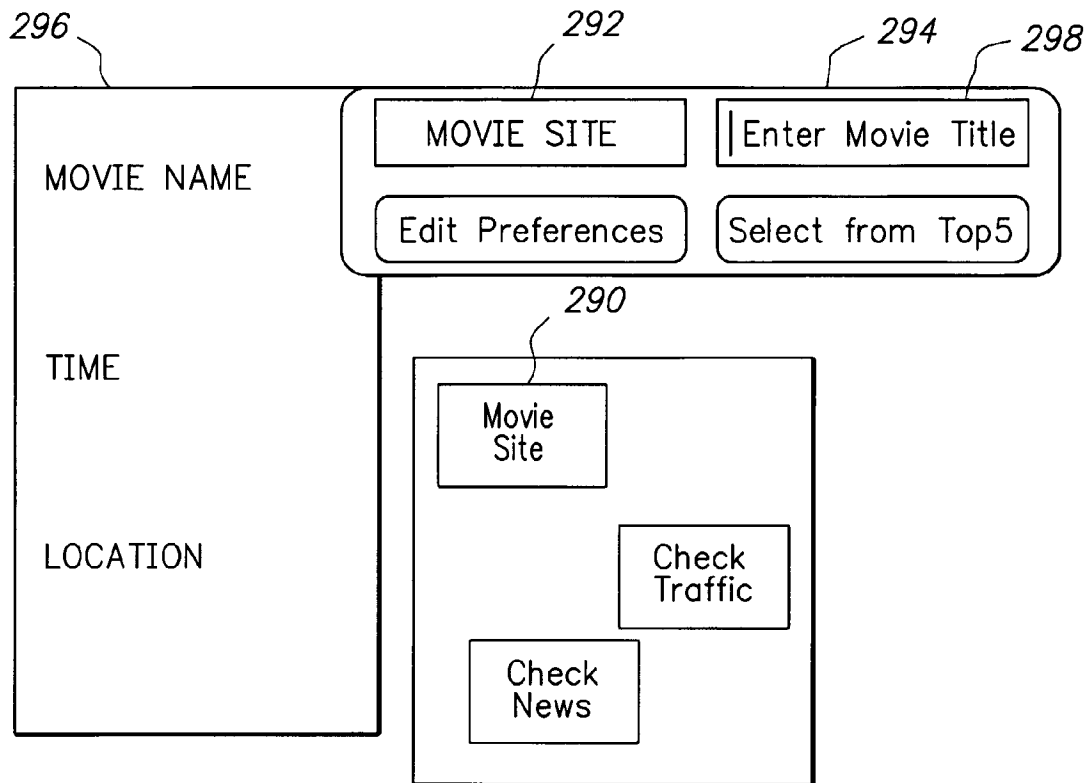 296
292
294
298
MOVIE SITE
Enter Movie Title
MOVIE NAME
Edit Preferences
Select from Top5
290
TIME
Movie
Site
LOCATION
Check
Traffic
Check
News